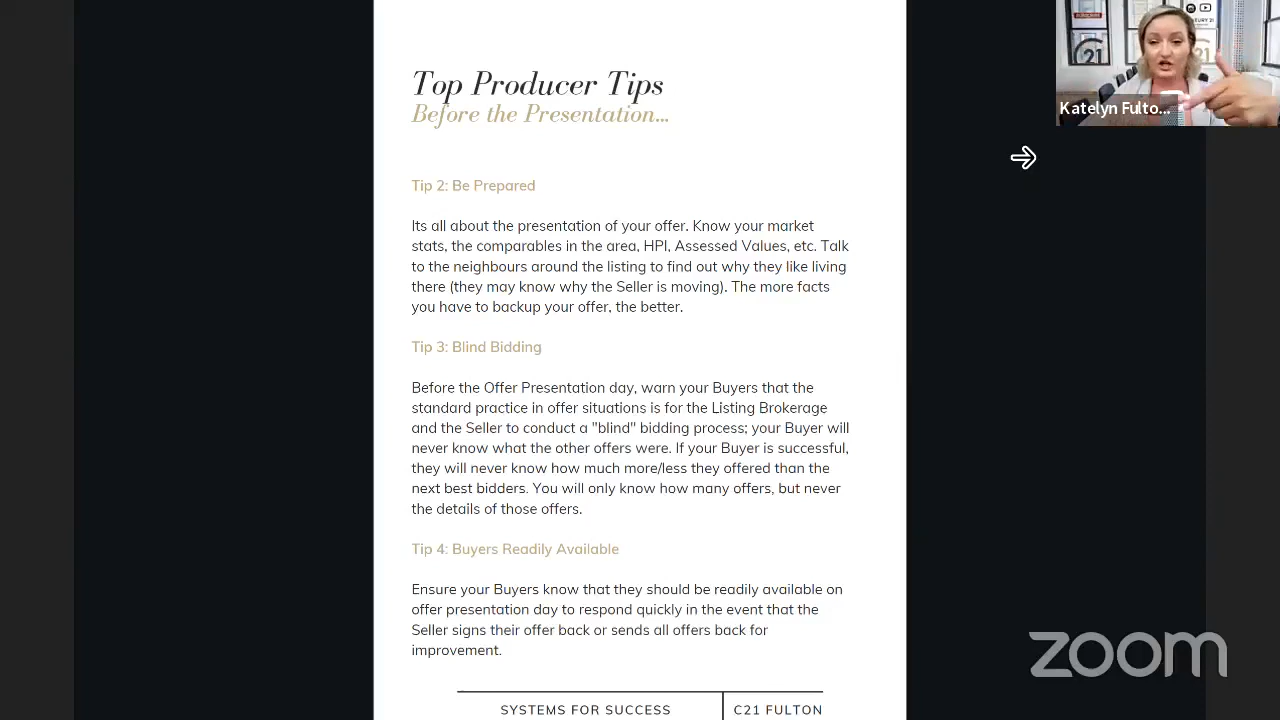 Top Producer Tips
Before the Presentation...
Tip 2: Be Prepared
Its all about the presentation of your offer. Know your market
stats, the comparables in the area, HPI, Assessed Values, etc. Talk
to the neighbours around the listing to find out why they like living
there (they may know why the Seller is moving). The more facts
you have to backup your offer, the better.
Tip 3: Blind Bidding
Before the Offer Presentation day, warn your Buyers that the
standard practice in offer situations is for the Listing Brokerage
and the Seller to conduct a "blind" bidding process; your Buyer will
never know what the other offers were. If your Buyer is successful,
they will never know how much more/less they offered than the
next best bidders. You will only know how many offers, but never
the details of those offers.
Tip 4: Buyers Readily Available
Ensure your Buyers know that they should be readily available on
offer presentation day to respond quickly in the event that the
Seller signs their offer back or sends all offers back for
improvement.
SYSTEMS FOR SUCCESS
C21 FULTON
21
21
Katelyn Fulto...
zoom